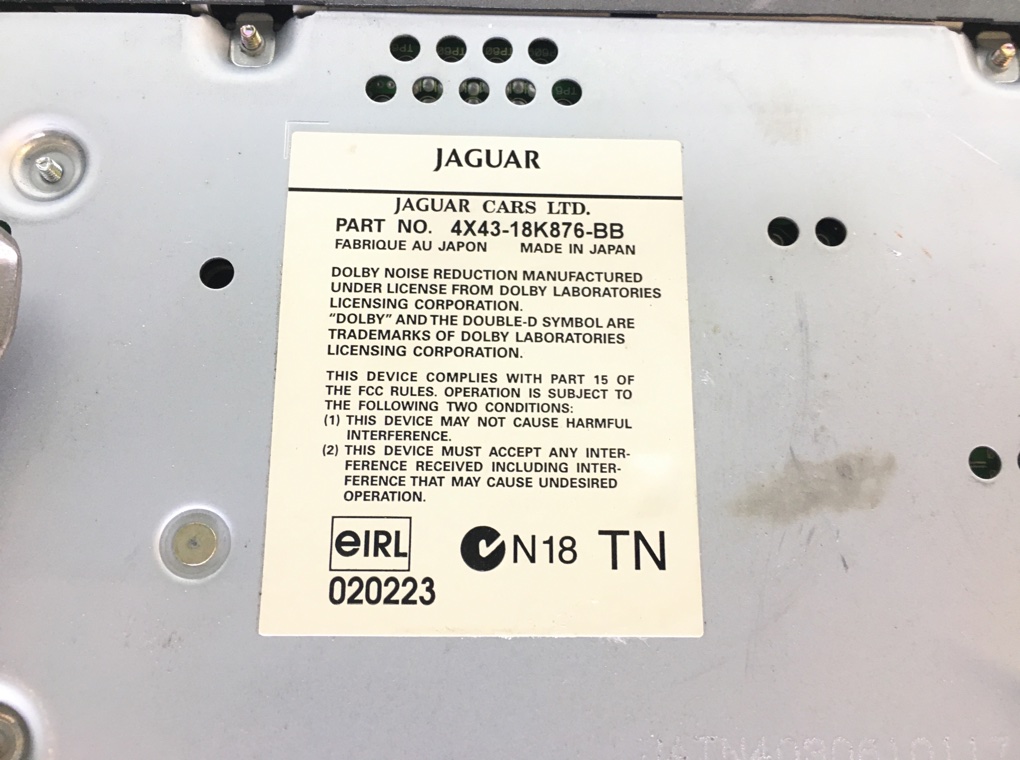 JAGUAR
JAGUAR CARS LTD.
PART NO. 4X43-18K876-BB
FABRIQUE AU JAPON MADE IN JAPAN
DOLBY NOISE REDUCTION MANUFACTURED
UNDER LICENSE FROM DOLBY LABORATORIES
LICENSING CORPORATION.
"DOLBY" AND THE DOUBLE-D SYMBOL ARE
TRADEMARKS OF DOLBY LABORATORIES
LICENSING CORPORATION.
THIS DEVICE COMPLIES WITH PART 15 OF
THE FCC RULES. OPERATION IS SUBJECT TO
THE FOLLOWING TWO CONDITIONS:
(1) THIS DEVICE MAY NOT CAUSE HARMFUL
INTERFERENCE.
(2) THIS DEVICE MUST ACCEPT ANY INTER-
FERENCE RECEIVED INCLUDING INTER-
FERENCE THAT MAY CAUSE UNDESIRED
OPERATION.
eIRL N18 TN
020223